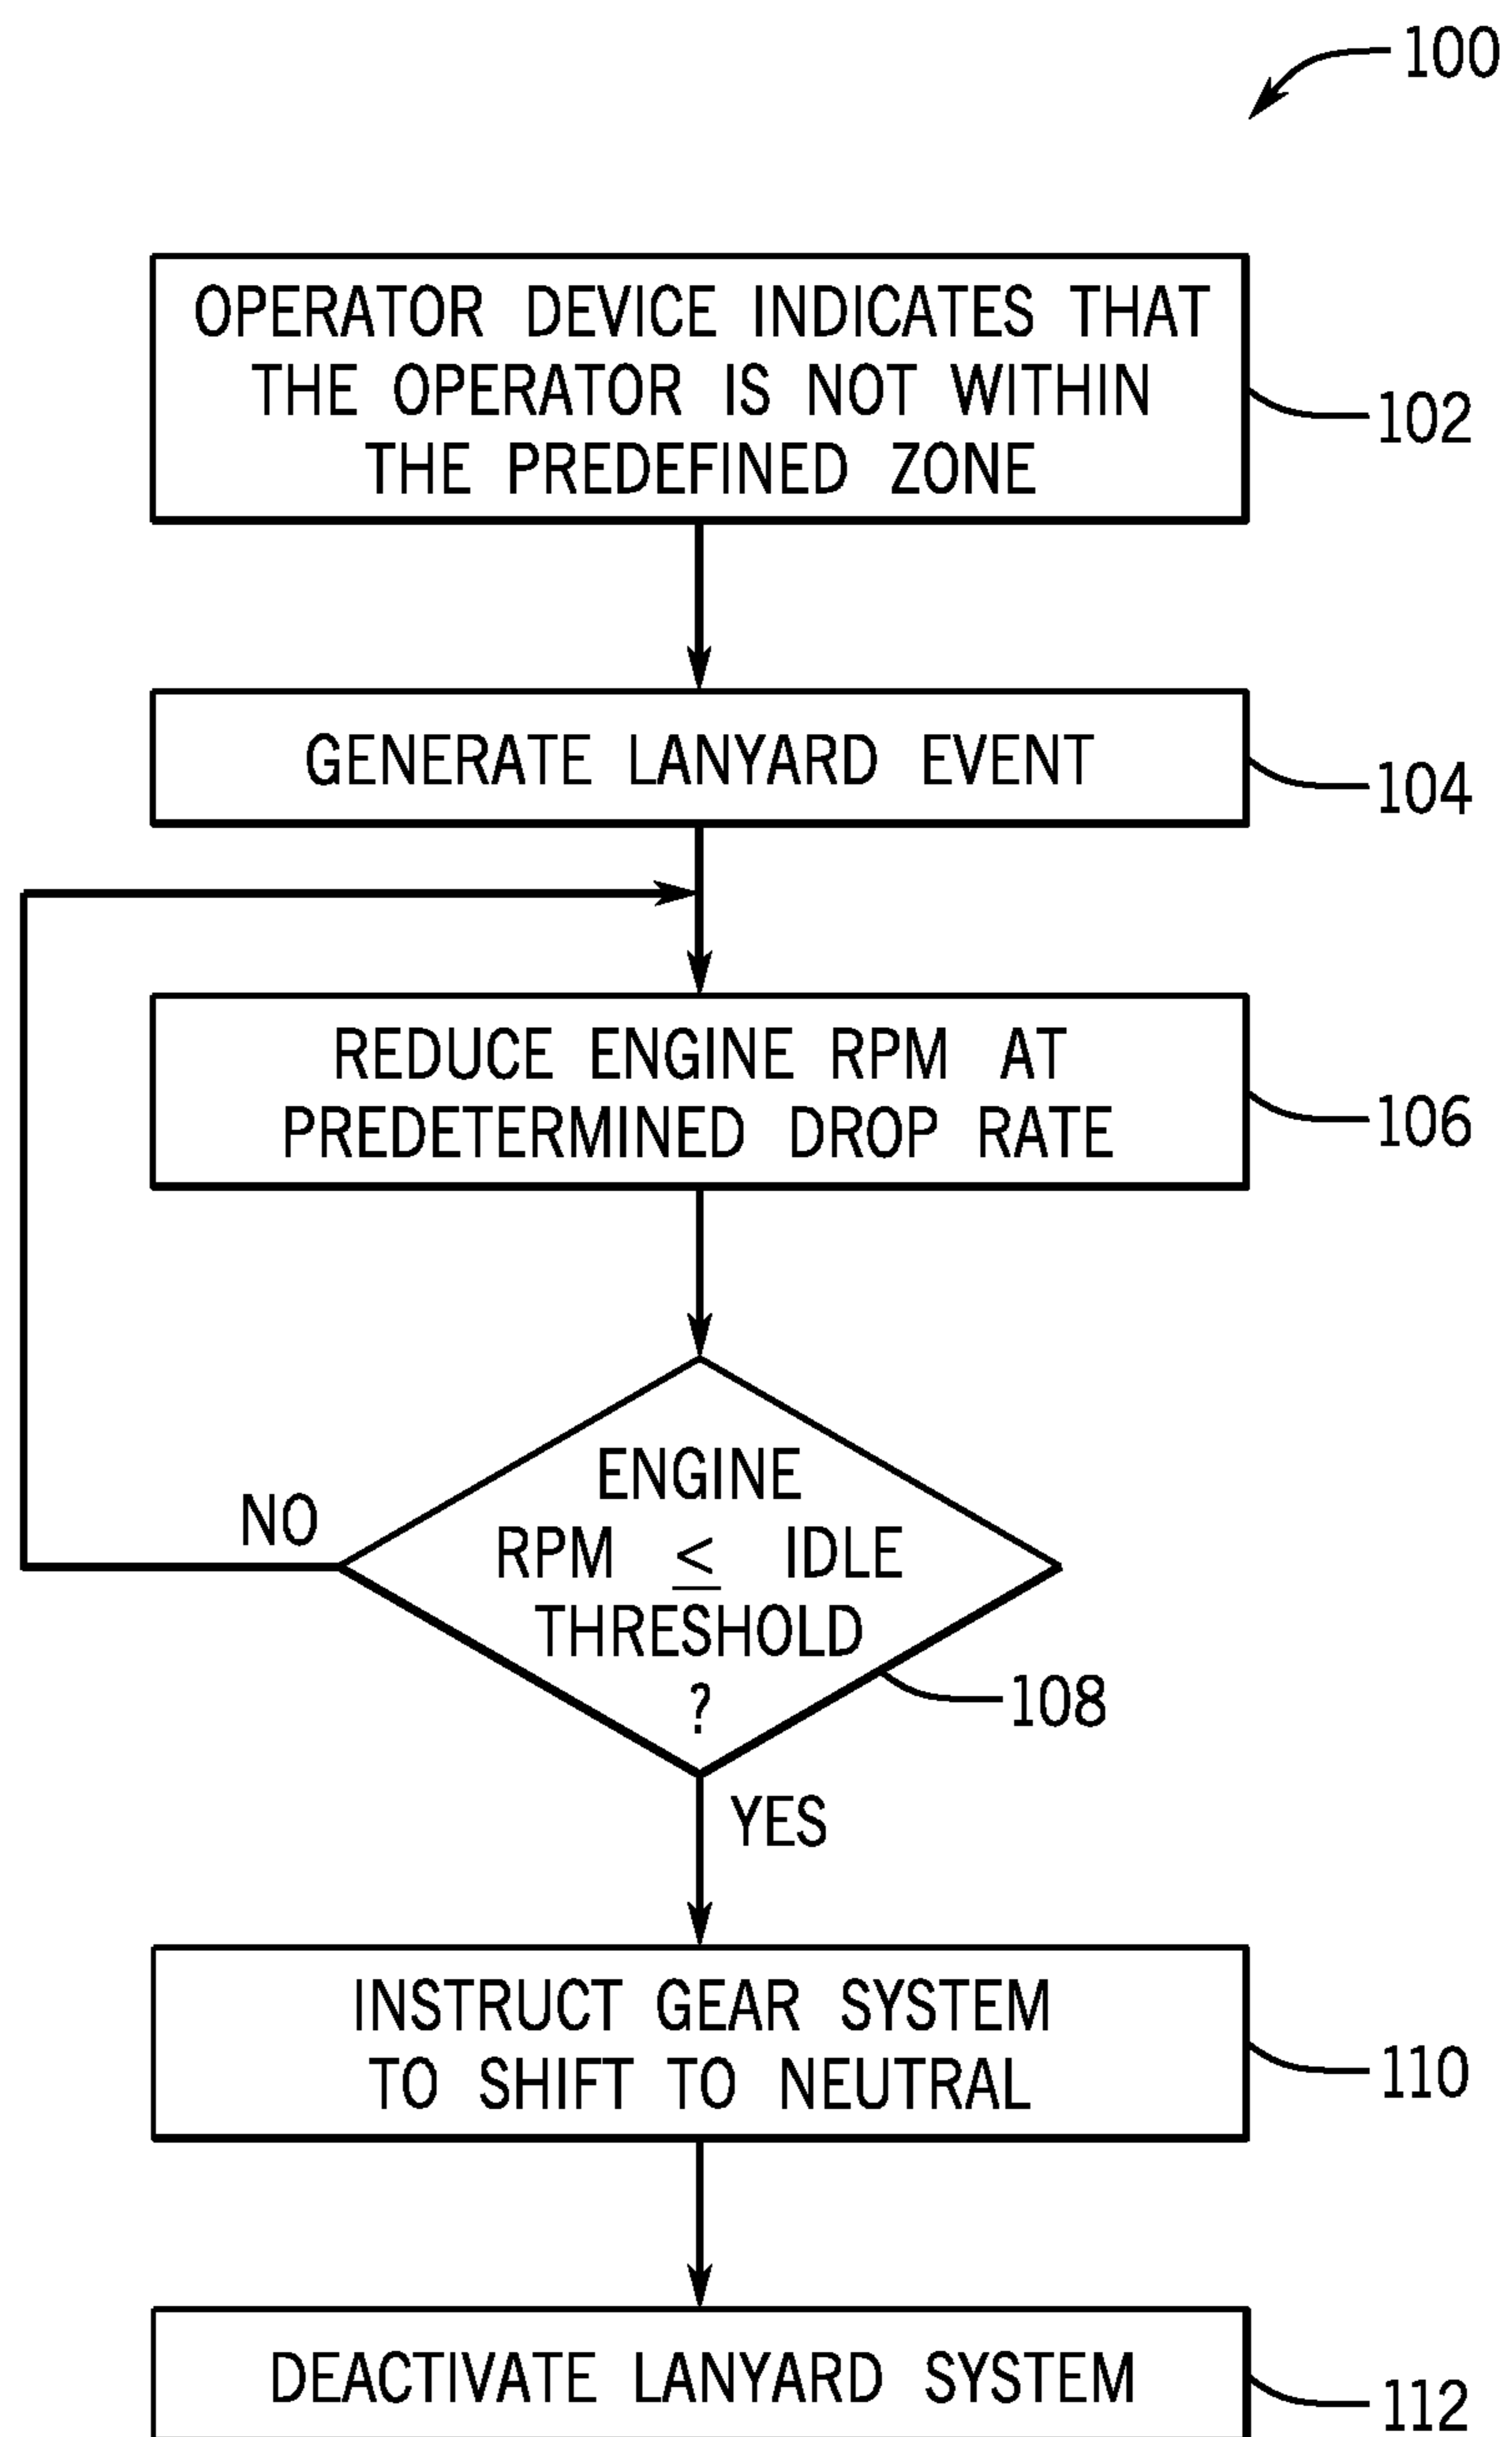 100
OPERATOR DEVICE INDICATES THAT
THE OPERATOR IS NOT WITHIN
THE PREDEFINED ZONE
102
GENERATE LANYARD EVENT
104
REDUCE ENGINE RPM AT
PREDETERMINED DROP RATE
106
ENGINE
RPM ≤ IDLE
THRESHOLD
?
NO
108
YES
INSTRUCT GEAR SYSTEM
TO SHIFT TO NEUTRAL
110
DEACTIVATE LANYARD SYSTEM
112